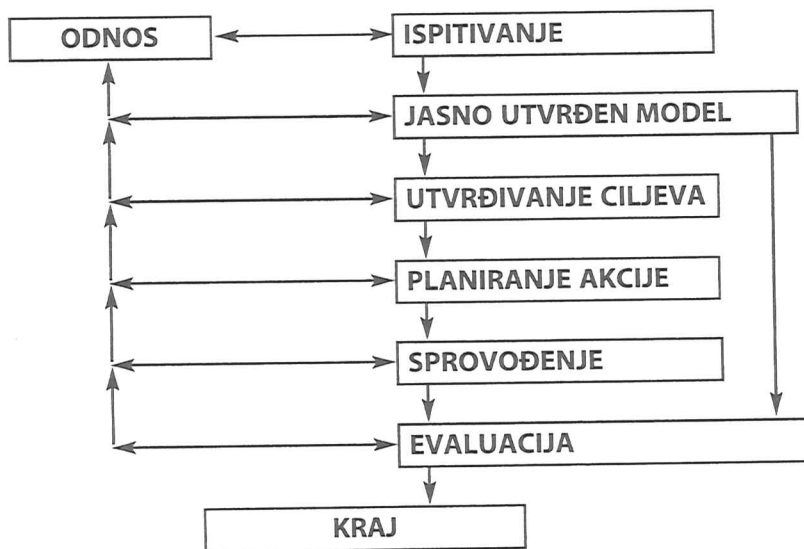 ODNOS
ISPITIVANJE
JASNO UTVRĐEN MODEL
UTVRĐIVANJE CILJEVA
PLANIRANJE AKCIJE
SPROVOĐENJE
EVALUACIJA
KRAJ